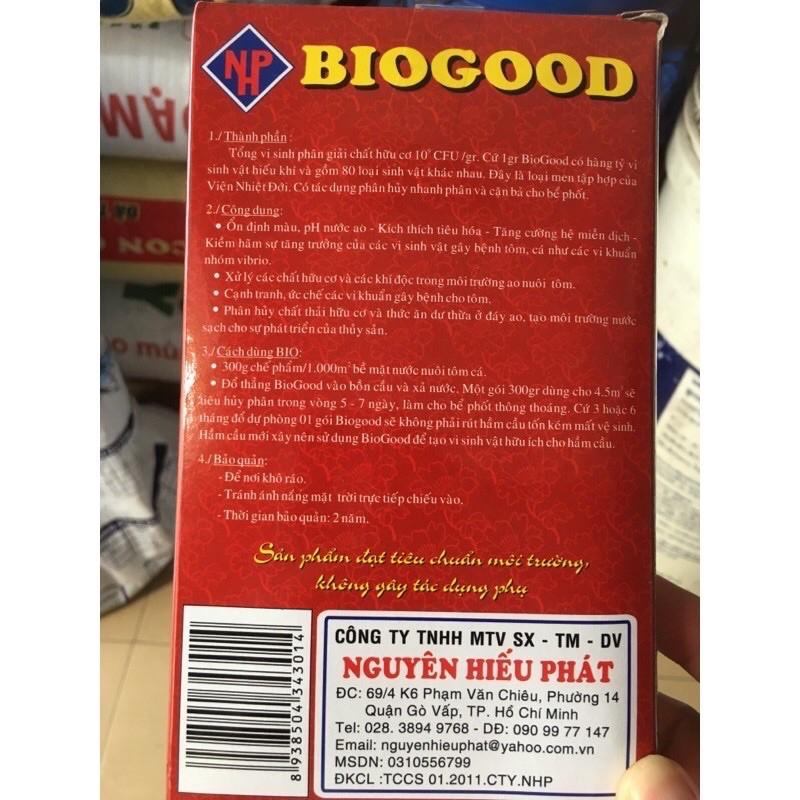 NHP
BIOGOOD
1./ Thành phần :
Tổng vi sinh phân giải chất hữu cơ 10⁹ CFU /gr. Cứ 1gr BioGood có hàng tỷ vi
sinh vật hiếu khí và gồm 80 loại sinh vật khác nhau. Đây là loại men tập hợp của
Viện Nhiệt Đới. Có tác dụng phân hủy nhanh phân và cặn bả cho bể phốt.
2./ Công dung:
• Ổn định màu, pH nước ao - Kích thích tiêu hóa - Tăng cường hệ miễn dịch -
Kiềm hãm sự tăng trưởng của các vi sinh vật gây bệnh tôm, cá như các vi khuẩn
nhóm vibrio.
• Xử lý các chất hữu cơ và các khí độc trong môi trường ao nuôi tôm.
• Cạnh tranh, ức chế các vi khuẩn gây bệnh cho tôm.
• Phân hủy chất thải hữu cơ và thức ăn dư thừa ở đáy ao, tạo môi trường nước
sạch cho sự phát triển của thủy sản.
3./ Cách dùng BIO:
• 300g chế phẩm/1.000m² bề mặt nước nuôi tôm cá.
• Đổ thẳng BioGood vào bồn cầu và xả nước. Một gói 300gr dùng cho 4.5m³ sẽ
tiêu hủy phân trong vòng 5 - 7 ngày, làm cho bể phốt thông thoáng. Cứ 3 hoặc 6
tháng đổ dự phòng 01 gói Biogood sẽ không phải rút hầm cầu tốn kém mất vệ sinh.
Hầm cầu mới xây nên sử dụng BioGood để tạo vi sinh vật hữu ích cho hầm cầu.
4./ Bảo quản:
- Để nơi khô ráo.
- Tránh ánh nắng mặt trời trực tiếp chiếu vào.
- Thời gian bảo quản: 2 năm.
Sản phẩm đạt tiêu chuẩn môi trường,
không gây tác dụng phụ
8938504343014
CÔNG TY TNHH MTV SX - TM - DV
NGUYÊN HIẾU PHÁT
ĐC: 69/4 K6 Phạm Văn Chiêu, Phường 14
Quận Gò Vấp, TP. Hồ Chí Minh
Tel: 028. 3894 9768 - DĐ: 090 99 77 147
Email: nguyenhieuphat@yahoo.com.vn
MSDN: 0310556799
ĐKCL :TCCS 01.2011.CTY.NHP